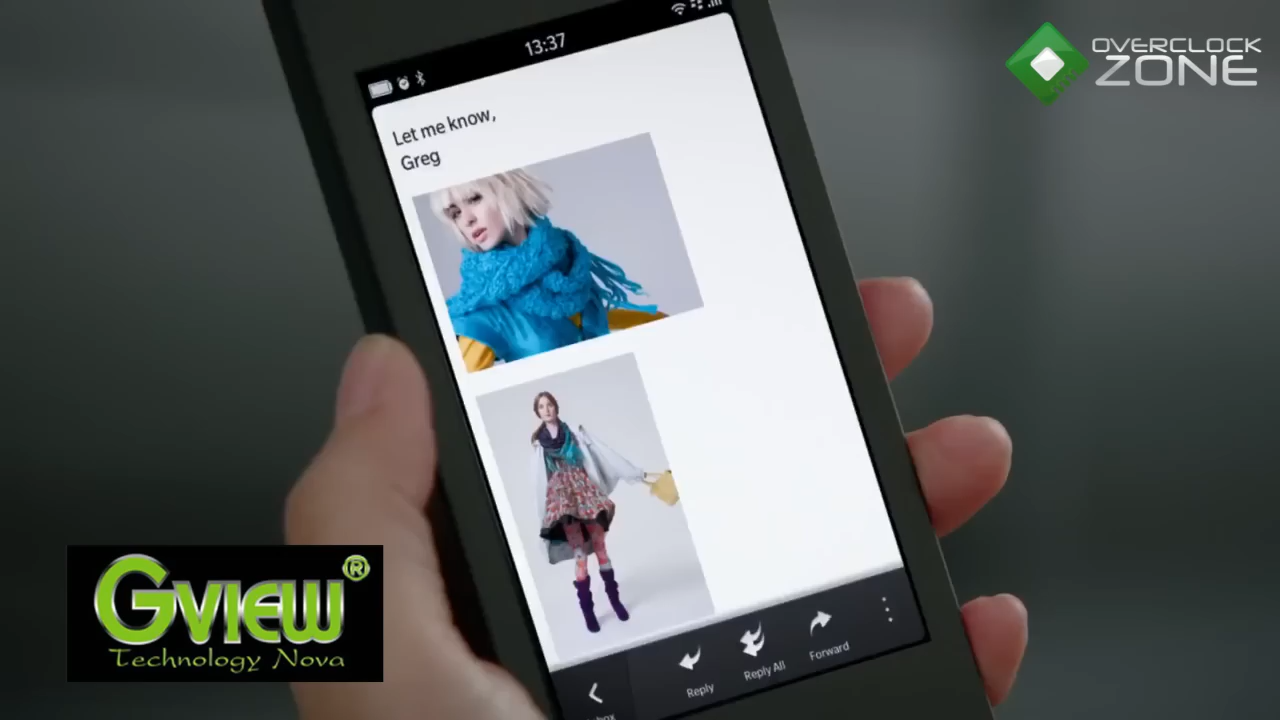 13:37
OVERCLOCK
ZONE
Let me know,
Greg
GVIEW®
Technology Nova
Reply
Reply All
Forward